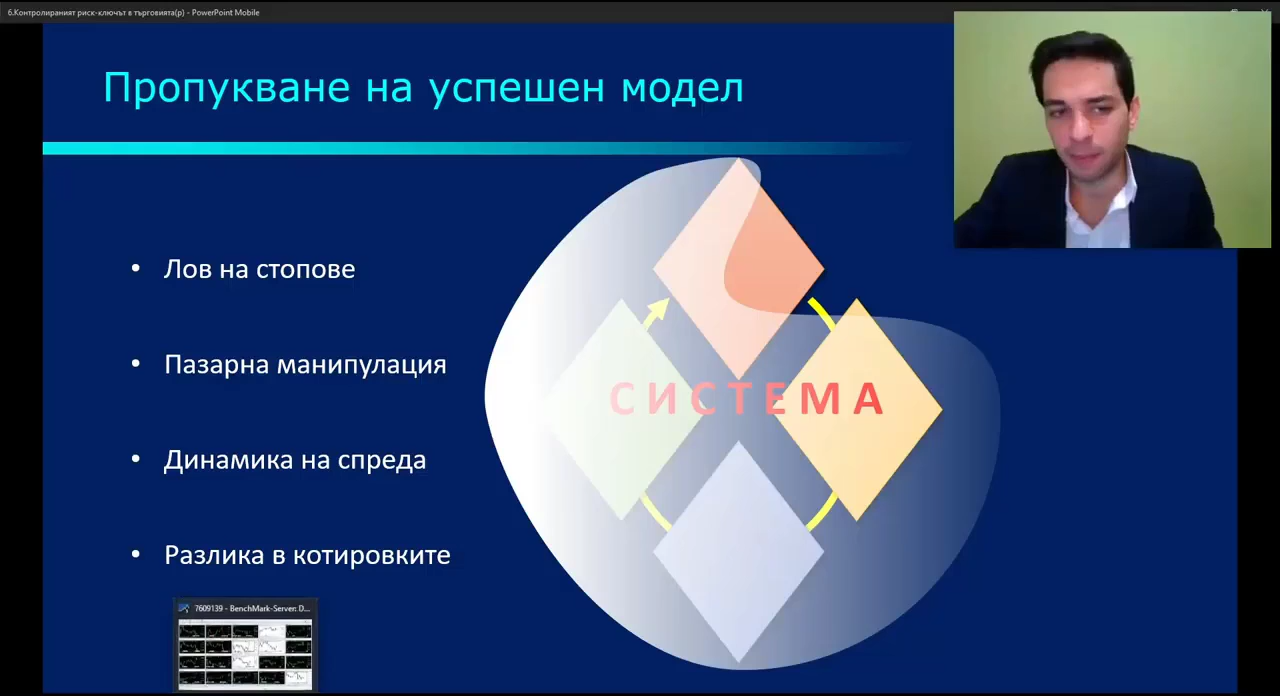 6.Контролираният риск-ключът в търговията(р) - PowerPoint Mobile
Пропукване на успешен модел
• Лов на стопове
• Пазарна манипулация
• Динамика на спреда
• Разлика в котировките
СИСТЕМА
7609139 - BenchMark-Server: D...